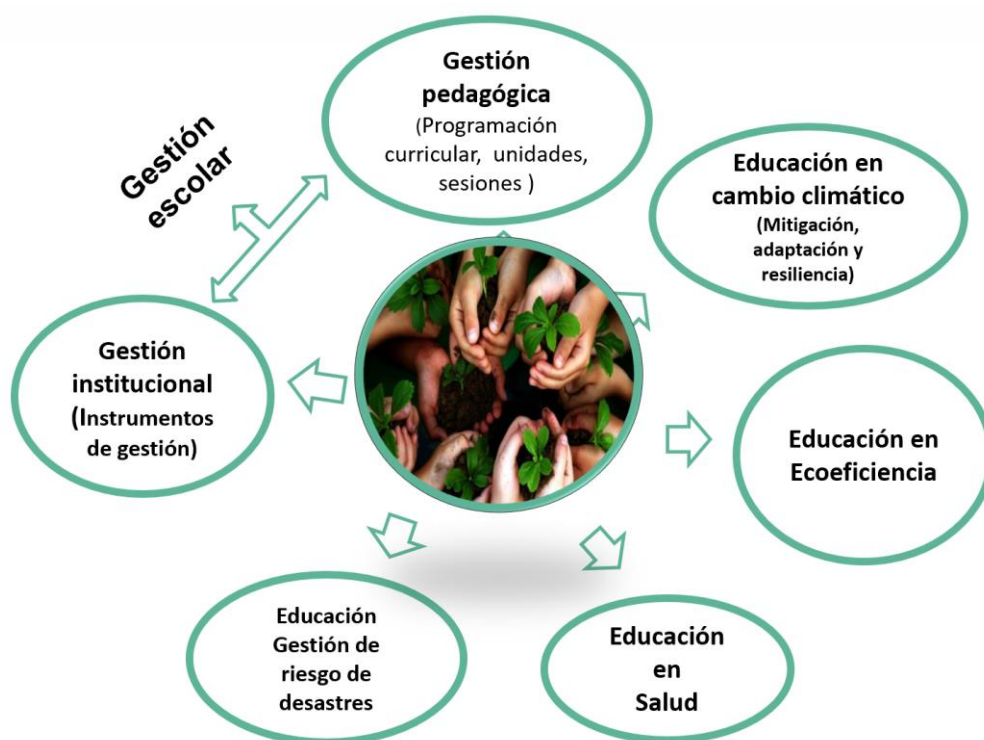 Gestión
pedagógica
(Programación
curricular, unidades,
sesiones )
Gestión
escolar
Educación en
cambio climático
(Mitigación,
adaptación y
resiliencia)
Gestión
institucional
(Instrumentos
de gestión)
Educación en
Ecoeficiencia
Educación
Gestión de
riesgo de
desastres
Educación
en
Salud